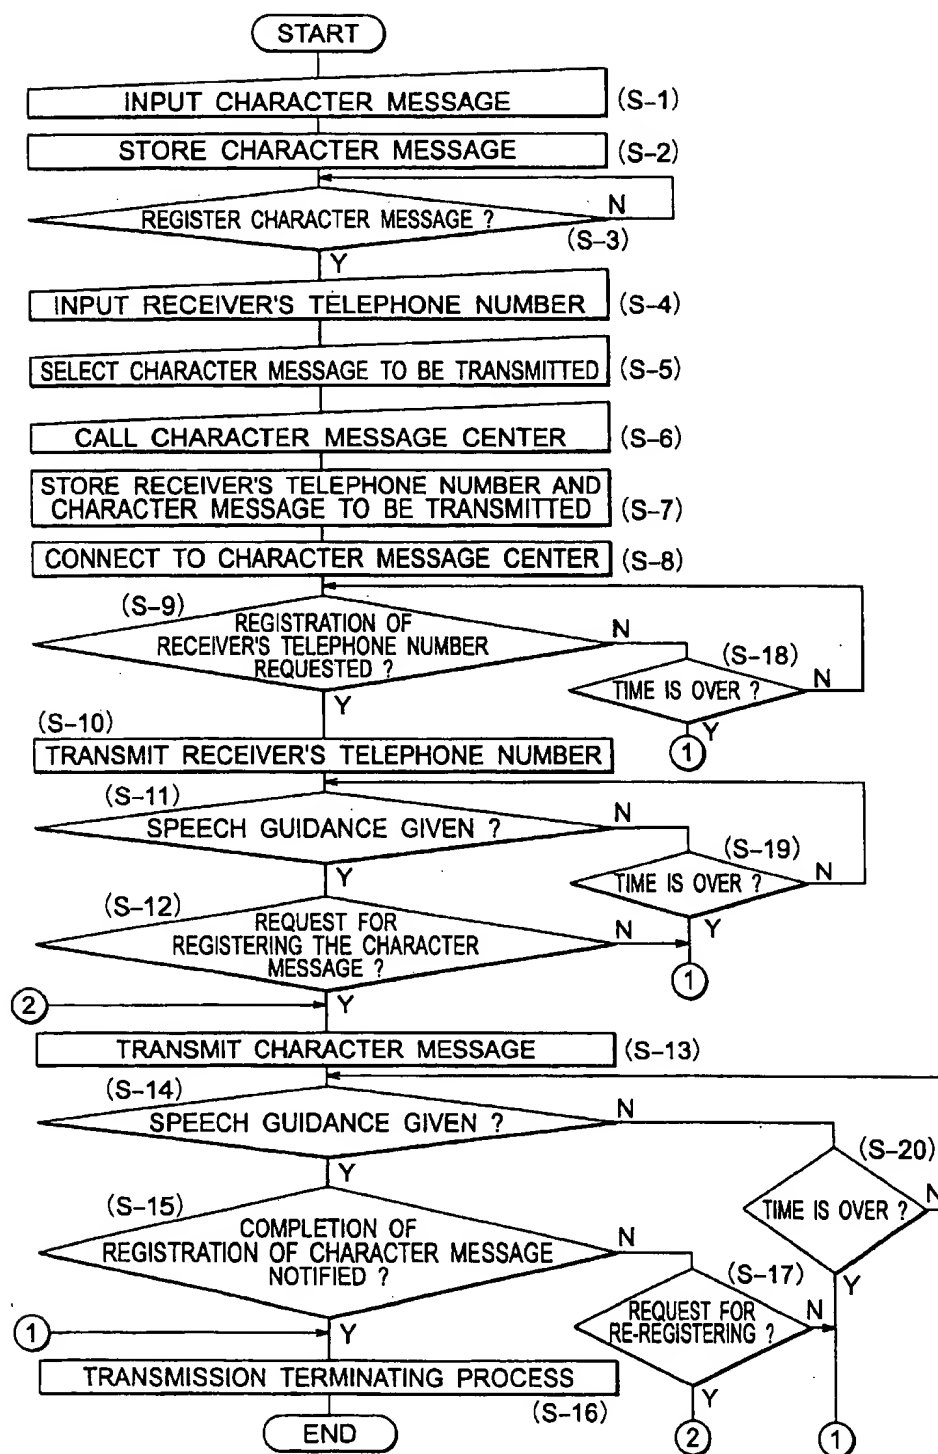 START
INPUT CHARACTER MESSAGE (S-1)
STORE CHARACTER MESSAGE (S-2)
REGISTER CHARACTER MESSAGE ? N
(S-3)
Y
INPUT RECEIVER'S TELEPHONE NUMBER (S-4)
SELECT CHARACTER MESSAGE TO BE TRANSMITTED (S-5)
CALL CHARACTER MESSAGE CENTER (S-6)
STORE RECEIVER'S TELEPHONE NUMBER AND
CHARACTER MESSAGE TO BE TRANSMITTED (S-7)
CONNECT TO CHARACTER MESSAGE CENTER (S-8)
(S-9)
REGISTRATION OF
RECEIVER'S TELEPHONE NUMBER
REQUESTED ?
N
(S-18)
TIME IS OVER ? N
Y
Y
1
(S-10)
TRANSMIT RECEIVER'S TELEPHONE NUMBER
(S-11)
SPEECH GUIDANCE GIVEN ? N
(S-19)
TIME IS OVER ? N
Y
Y
(S-12)
REQUEST FOR
REGISTERING THE CHARACTER
MESSAGE ?
N
1
2
Y
TRANSMIT CHARACTER MESSAGE (S-13)
(S-14)
SPEECH GUIDANCE GIVEN ? N
(S-20)
TIME IS OVER ? N
Y
Y
(S-15)
COMPLETION OF
REGISTRATION OF CHARACTER MESSAGE
NOTIFIED ?
N
(S-17)
REQUEST FOR
RE-REGISTERING ?
N
Y
1
Y
TRANSMISSION TERMINATING PROCESS
(S-16)
END
2
1